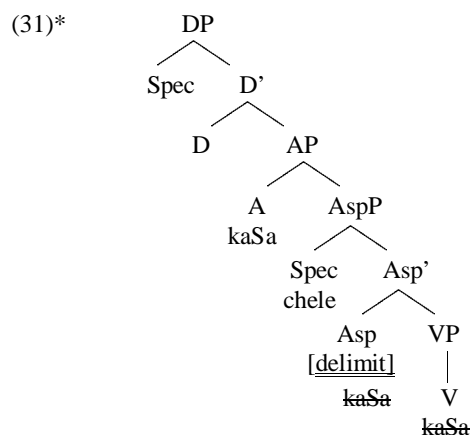 (31)* DP
Spec D’
D AP
A AspP
kaSa
Spec Asp’
chele
Asp VP
[delimit]
kaSa V
kaSa